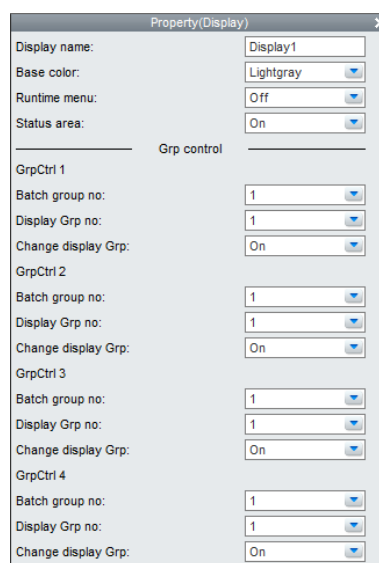 Property(Display)
Display name: Display1
Base color: Lightgray
Runtime menu: Off
Status area: On
Grp control
GrpCtrl 1
Batch group no: 1
Display Grp no: 1
Change display Grp: On
GrpCtrl 2
Batch group no: 1
Display Grp no: 1
Change display Grp: On
GrpCtrl 3
Batch group no: 1
Display Grp no: 1
Change display Grp: On
GrpCtrl 4
Batch group no: 1
Display Grp no: 1
Change display Grp: On